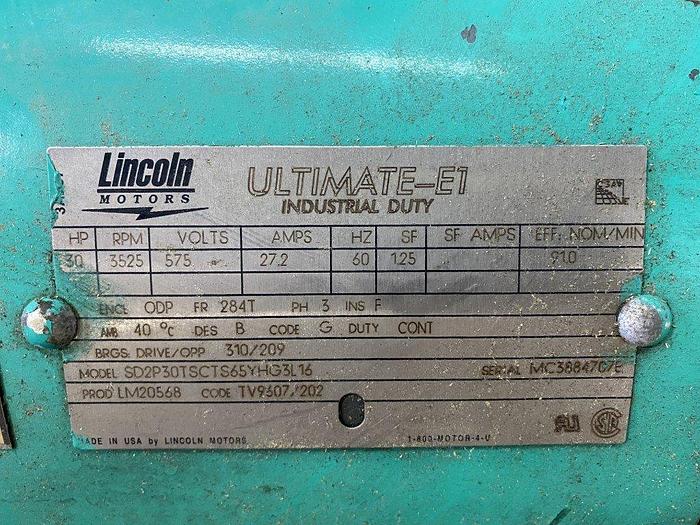 Lincoln
MOTORS
ULTIMATE-E1
INDUSTRIAL DUTY
HP RPM VOLTS AMPS HZ SF SF AMPS EFF. NOM/MIN
30 3525 575 - 27.2 60 1.25 91.0
ENCL ODP FR 284T PH 3 INS F
AMB 40 °C DES B CODE G DUTY CONT
BRGS. DRIVE/OPP 310/209
MODEL SD2P30TSCTS65YHG3L16 SERIAL
PROD LM20568 CODE TV9307/202
MADE IN USA by LINCOLN MOTORS 1-800-MOTOR-4-U